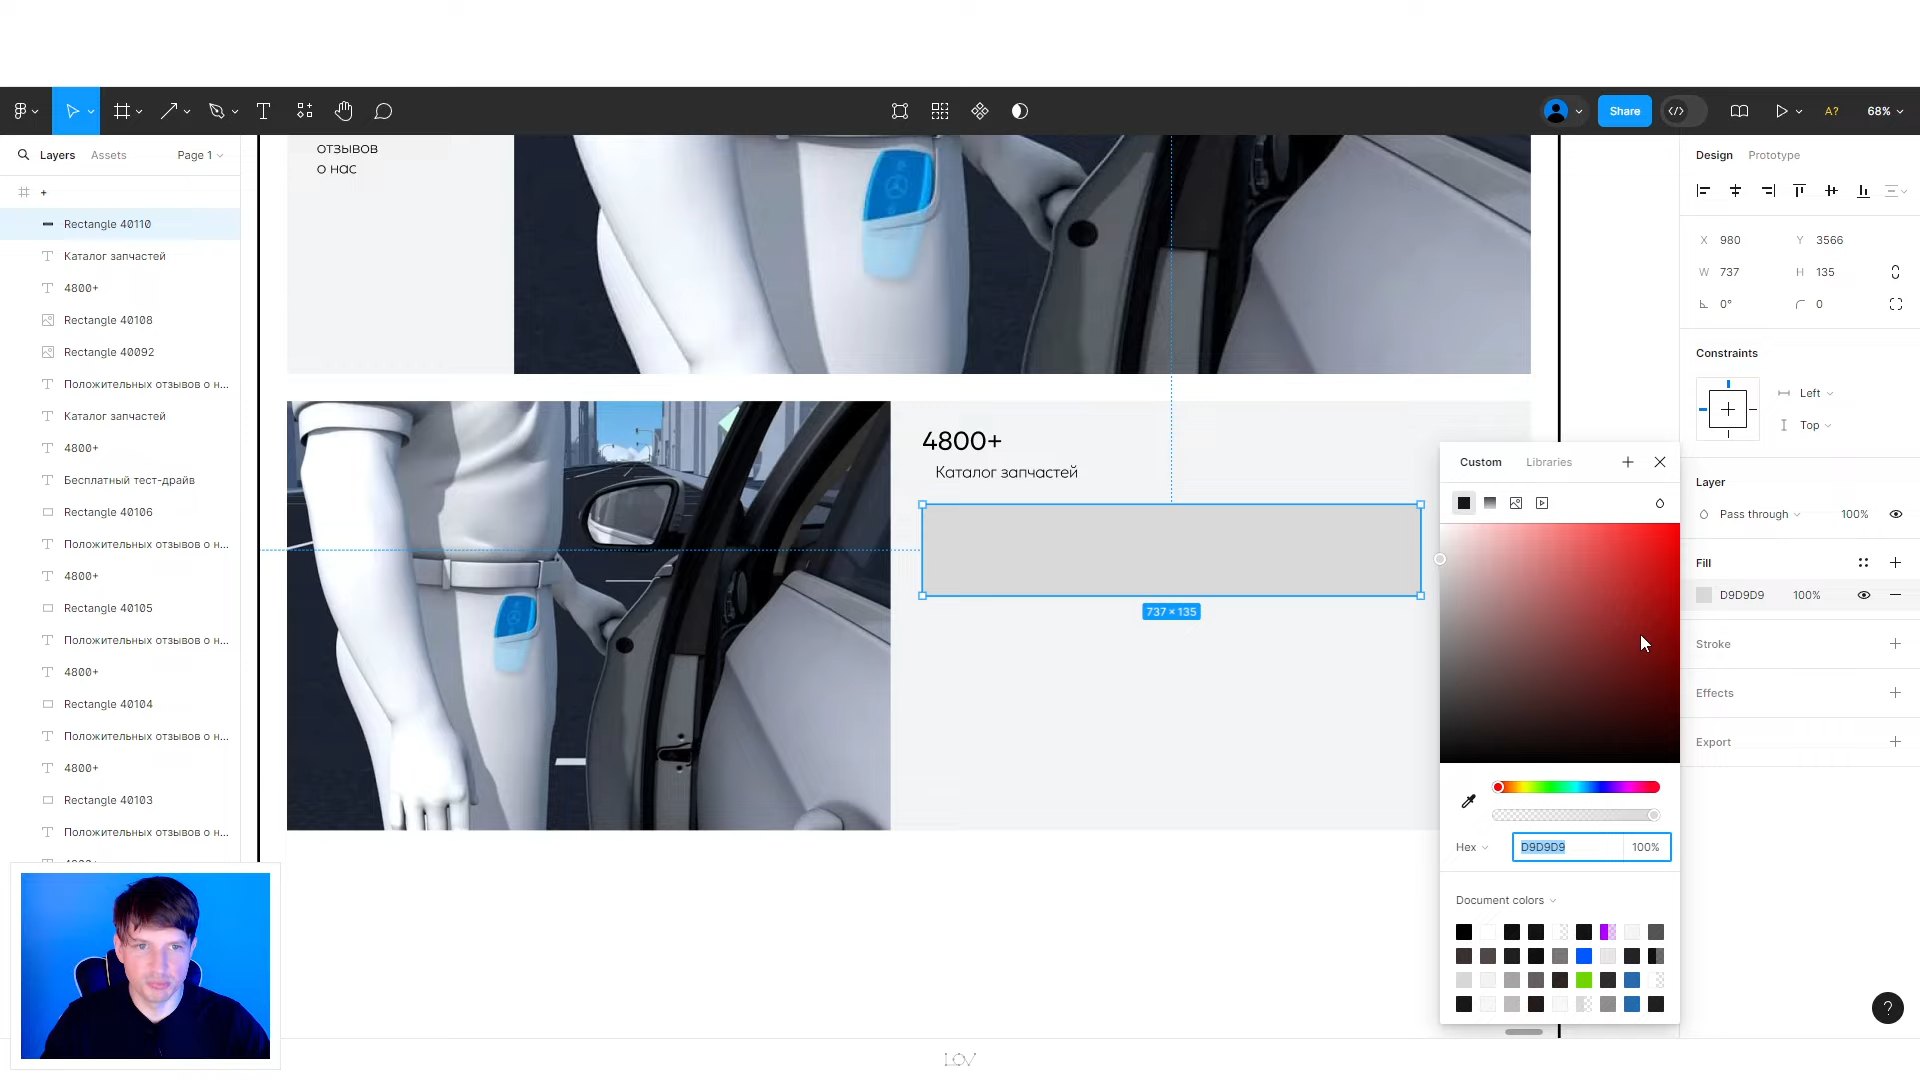 Share
A?
68%
Layers
Assets
Page 1
+
Rectangle 40110
Каталог запчастей
4800+
Rectangle 40108
Rectangle 40092
Положительных отзывов о н...
Каталог запчастей
4800+
Бесплатный тест-драйв
Rectangle 40106
Положительных отзывов о н...
4800+
Rectangle 40105
Положительных отзывов о н...
4800+
Rectangle 40104
Положительных отзывов о н...
4800+
Rectangle 40103
Положительных отзывов о н...
отзывов
о нас
4800+
Каталог запчастей
737 × 135
Custom
Libraries
Hex
D9D9D9
100%
Document colors
Design
Prototype
X 980
Y 3566
W 737
H 135
0°
0
Constraints
Left
Top
Layer
Pass through
100%
Fill
D9D9D9
100%
Stroke
Effects
Export
?
LOV